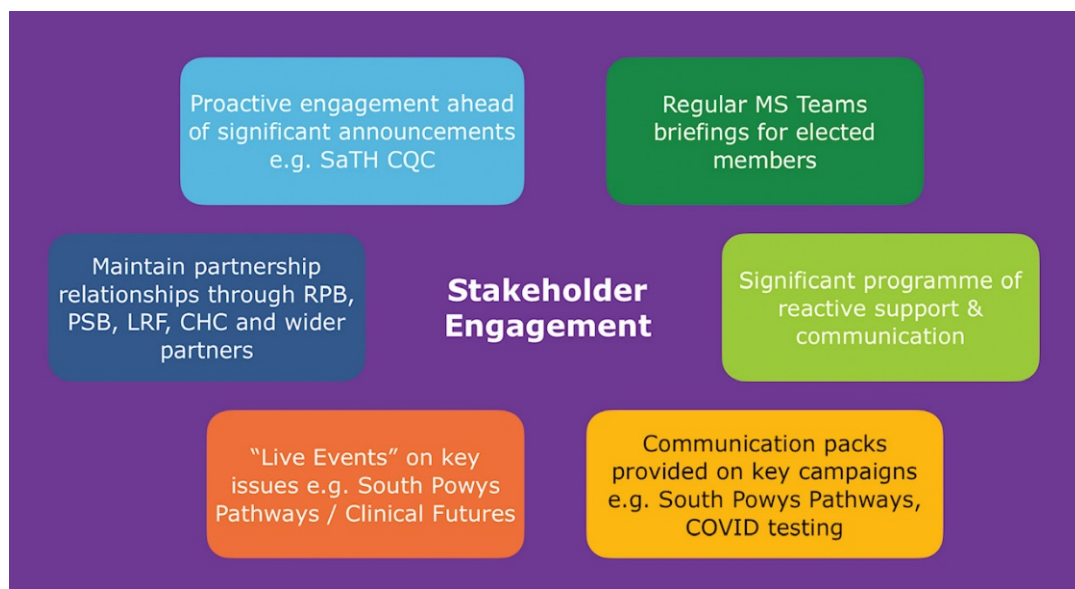 Proactive engagement ahead
of significant announcements
e.g. SaTH CQC
Regular MS Teams
briefings for elected
members
Maintain partnership
relationships through RPB,
PSB, LRF, CHC and wider
partners
Stakeholder
Engagement
Significant programme of
reactive support &
communication
“Live Events” on key
issues e.g. South Powys
Pathways / Clinical Futures
Communication packs
provided on key campaigns
e.g. South Powys Pathways,
COVID testing